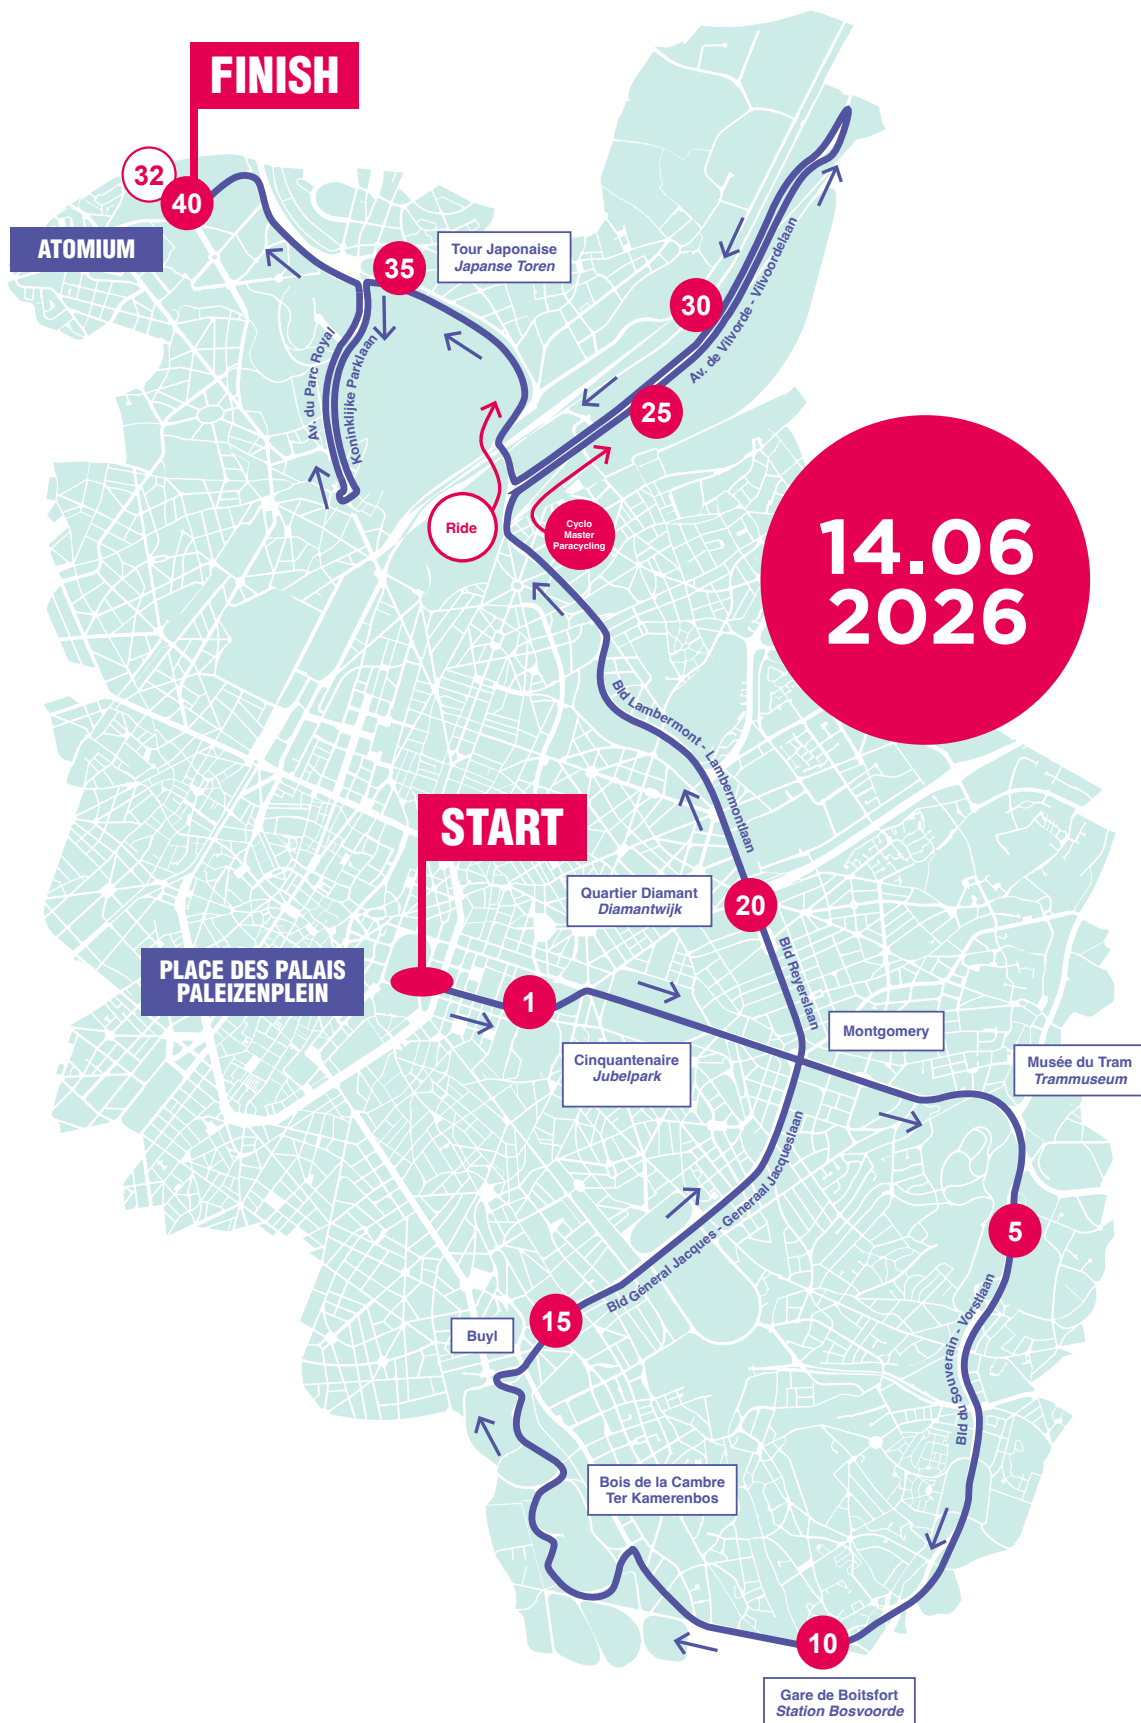 FINISH
32
40
ATOMIUM
35
Tour Japonaise
Japanse Toren
30
Av. de Vilvorde - Vilvoordelaan
25
Av. du Parc Royal
Koninklijke Parklaan
Ride
Cyclo
Master
Paracycling
14.06
2026
Bld Lambermont - Lambermontlaan
START
Quartier Diamant
Diamantwijk
20
Bld Reyerslaan
PLACE DES PALAIS
PALEIZENPLEIN
1
Cinquantenaire
Jubelpark
Montgomery
Musée du Tram
Trammuseum
Bld Géneral Jacques - Generaal Jacqueslaan
5
Bld du Souverain - Vorstlaan
15
Buyl
Bois de la Cambre
Ter Kamerenbos
10
Gare de Boitsfort
Station Bosvoorde